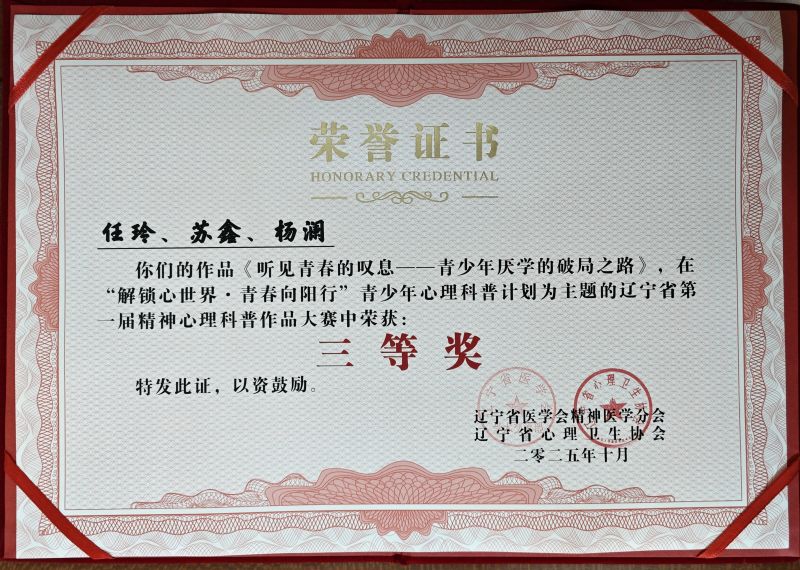 荣誉证书
HONORARY CREDENTIAL
任玲、苏鑫、杨澜
你们的作品《听见青春的叹息——青少年厌学的破局之路》，在
“解锁心世界·青春向阳行”青少年心理科普计划为主题的辽宁省第
一届精神心理科普作品大赛中荣获：
三等奖
特发此证，以资鼓励。
辽宁省医学会精神医学分会
辽宁省心理卫生协会
二零二五年十月